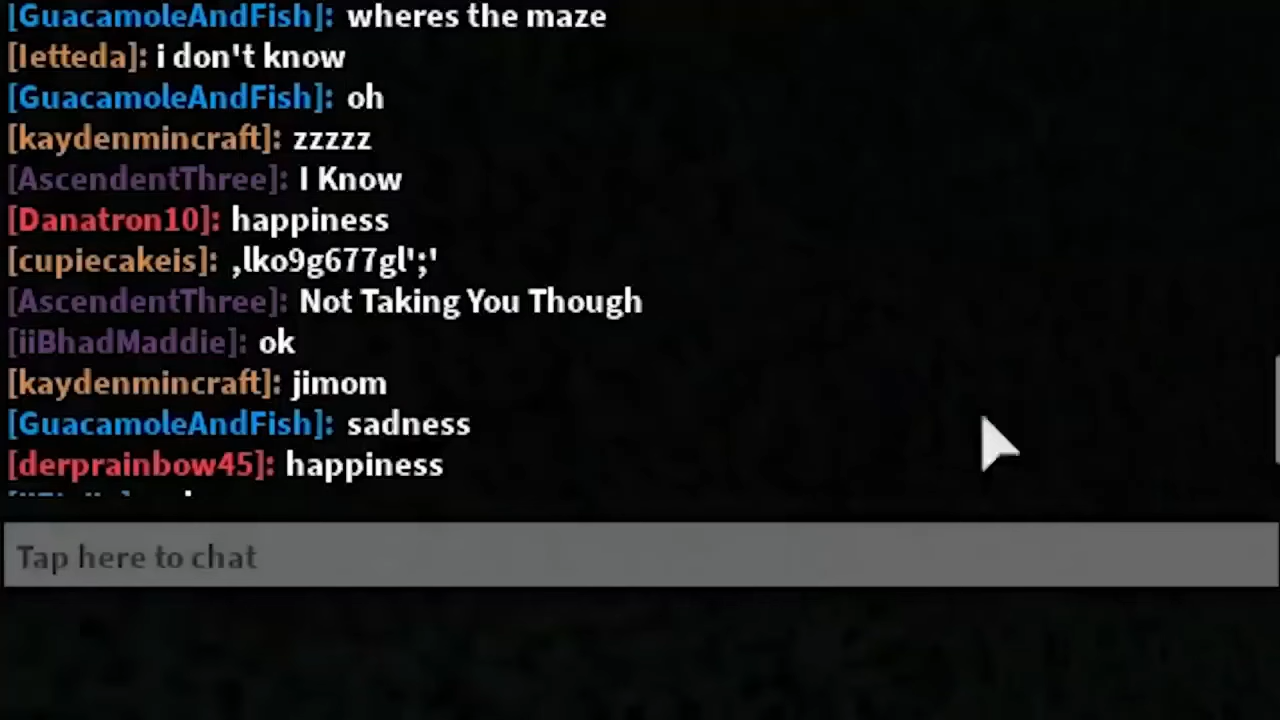 [GuacamoleAndFish]: wheres the maze
[Ietteda]: i don't know
[GuacamoleAndFish]: oh
[kaydenmincraft]: zzzzz
[AscendentThree]: I Know
[Danatron10]: happiness
[cupiecakeis]: ,lko9g677gl';'
[AscendentThree]: Not Taking You Though
[iiBhadMaddie]: ok
[kaydenmincraft]: jimom
[GuacamoleAndFish]: sadness
[derprainbow45]: happiness
Tap here to chat